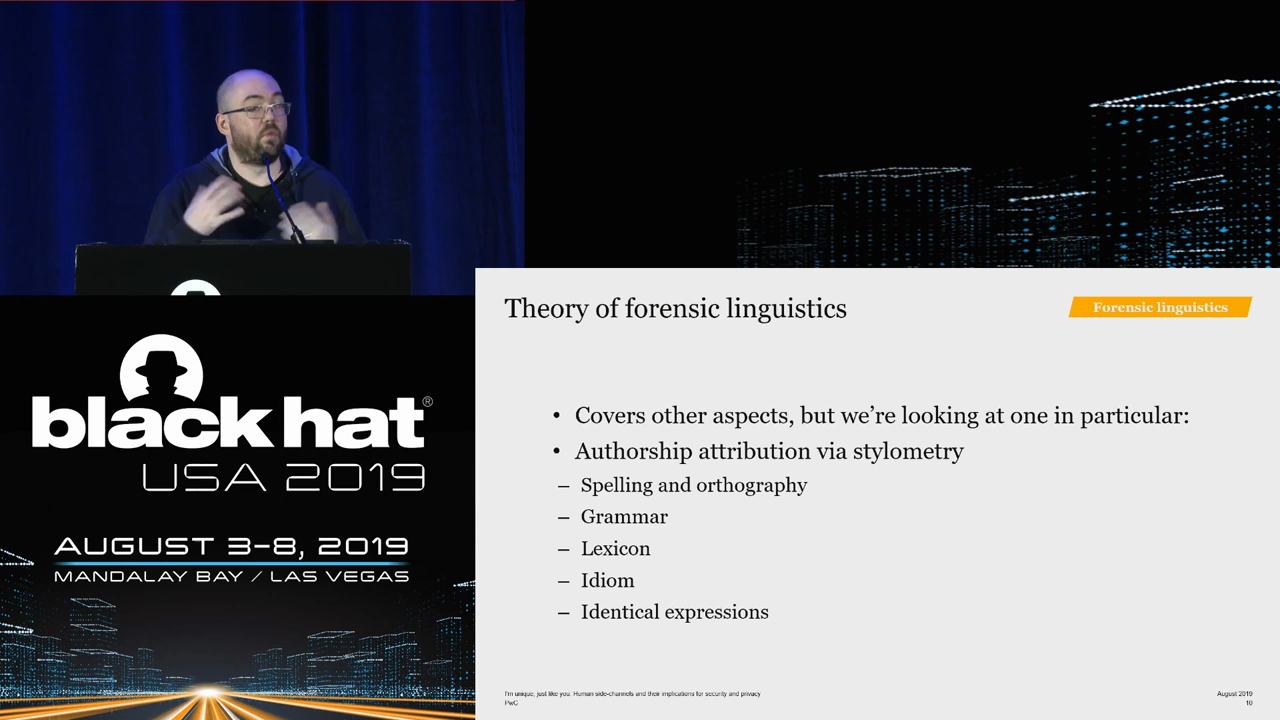 black hat®
USA 2019
AUGUST 3–8, 2019
MANDALAY BAY / LAS VEGAS
Theory of forensic linguistics
Forensic linguistics
• Covers other aspects, but we’re looking at one in particular:
• Authorship attribution via stylometry
– Spelling and orthography
– Grammar
– Lexicon
– Idiom
– Identical expressions
I'm unique, just like you: Human side-channels and their implications for security and privacy
PwC
August 2019
10